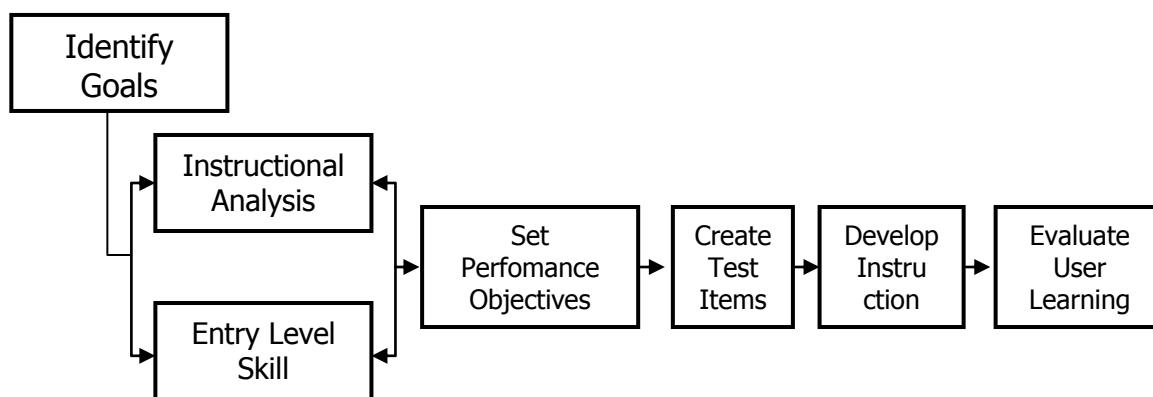 Identify
Goals
Instructional
Analysis
Entry Level
Skill
Set
Perfomance
Objectives
Create
Test
Items
Develop
Instru
ction
Evaluate
User
Learning